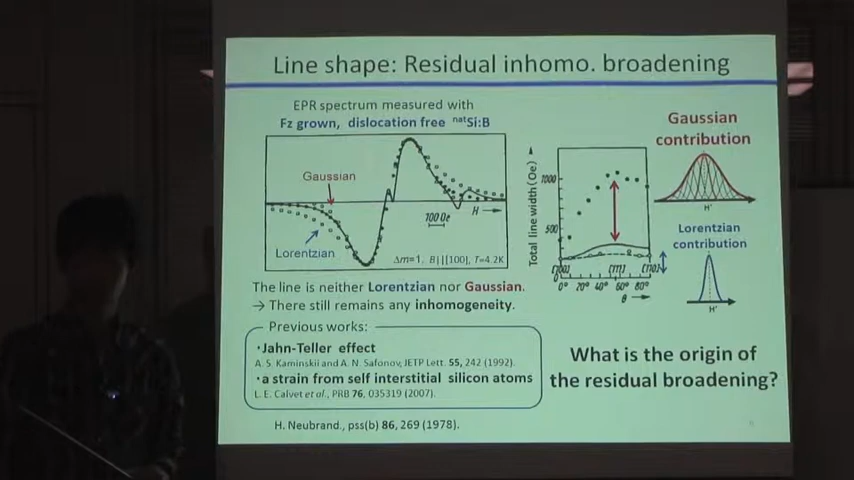 Line shape: Residual inhomo. broadening
EPR spectrum measured with
Fz grown, dislocation free natSi:B
Gaussian
Lorentzian
100 Oe
H
Δm=1, B||[100], T=4.2K
Total line width (Oe)
1000
500
0
[100]
[111]
[110]
0° 20° 40° 60° 80°
θ
Gaussian
contribution
H'
Lorentzian
contribution
H'
The line is neither Lorentzian nor Gaussian.
→ There still remains any inhomogeneity.
Previous works:
・Jahn-Teller effect
A. S. Kaminskii and A. N. Safonov, JETP Lett. 55, 242 (1992).
・a strain from self interstitial silicon atoms
L. E. Calvet et al., PRB 76, 035319 (2007).
What is the origin of
the residual broadening?
H. Neubrand., pss(b) 86, 269 (1978).